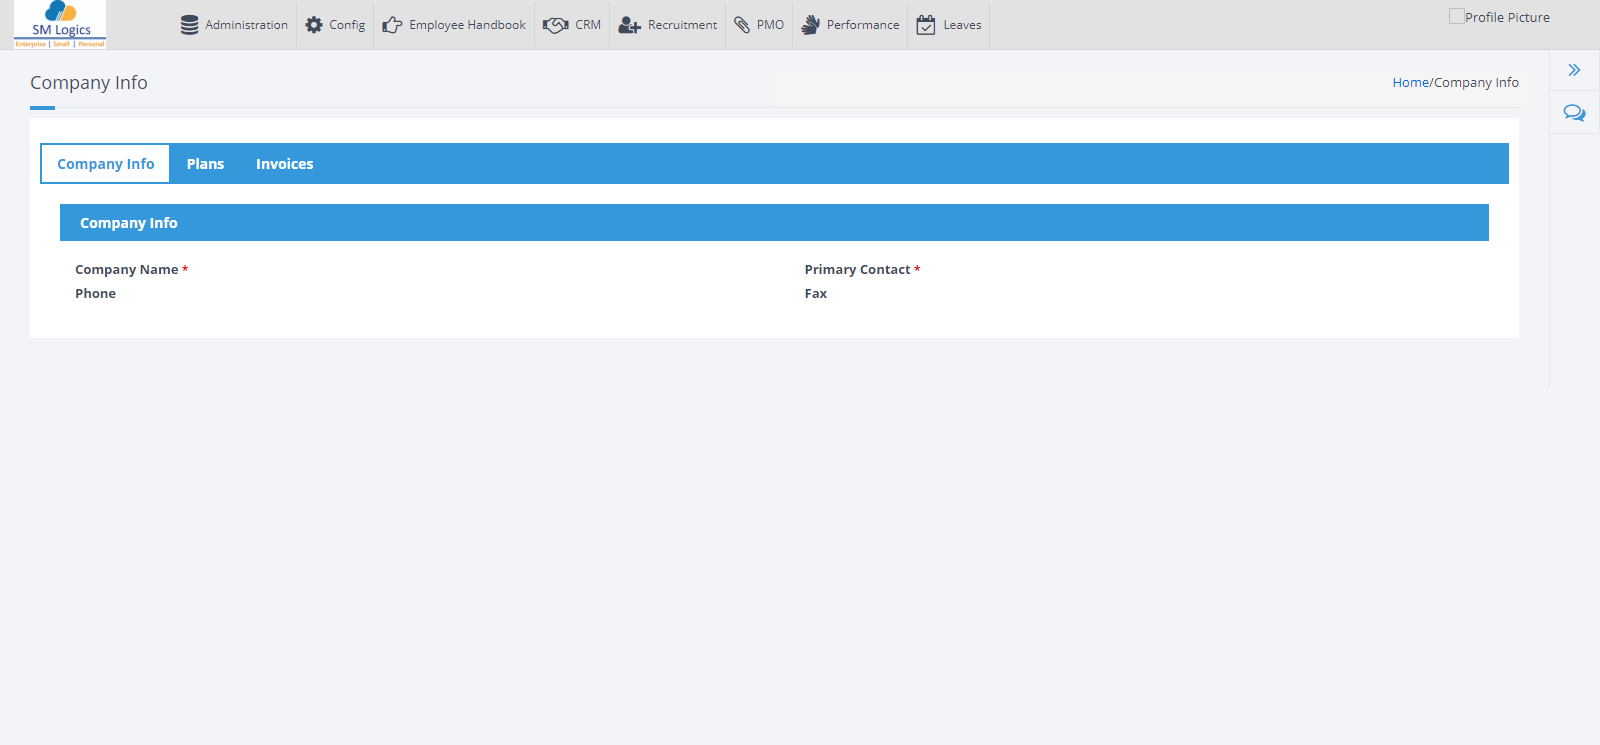 SM Logics
Enterprise | Small | Personal
Administration Config Employee Handbook CRM Recruitment PMO Performance Leaves Profile Picture
Company Info Home/Company Info
Company Info Plans Invoices
Company Info
Company Name * Primary Contact *
Phone Fax